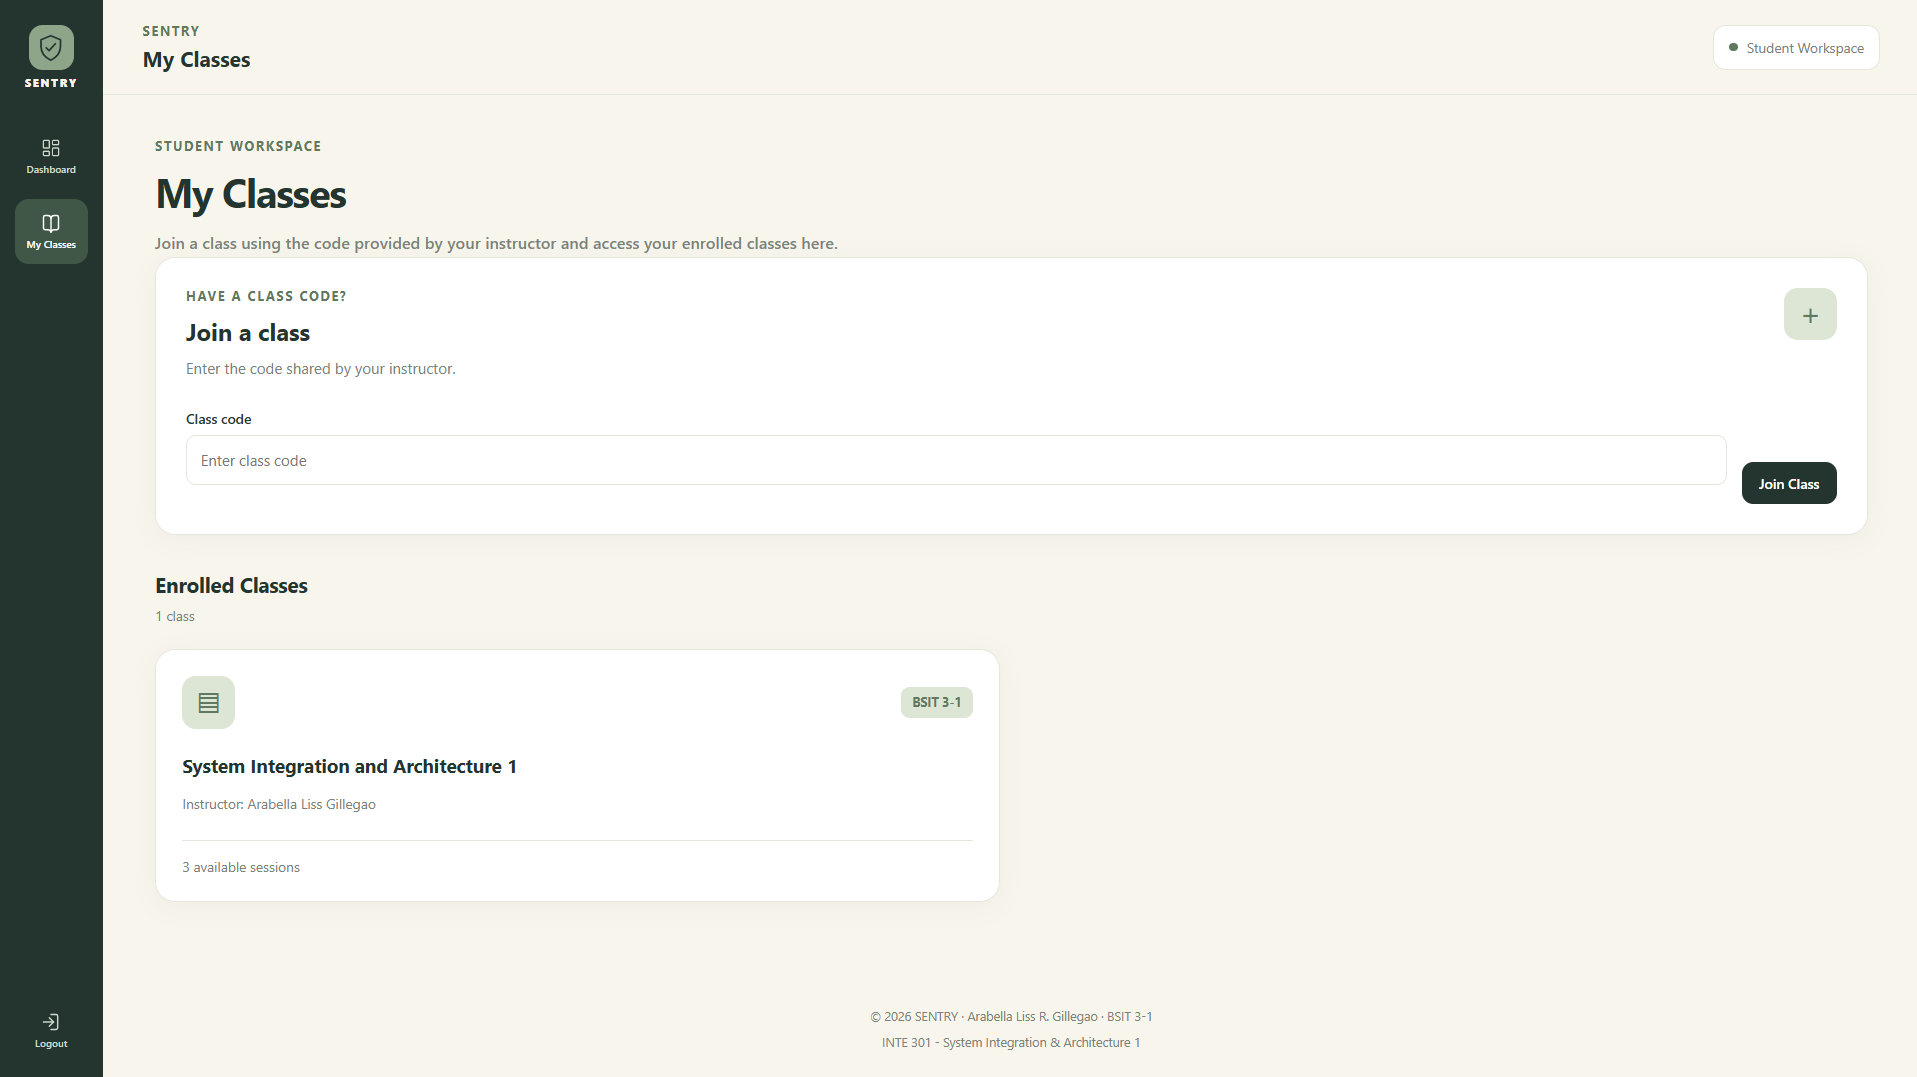 SENTRY
Dashboard
My Classes
Logout
SENTRY
My Classes
Student Workspace
STUDENT WORKSPACE
My Classes
Join a class using the code provided by your instructor and access your enrolled classes here.
HAVE A CLASS CODE?
Join a class
Enter the code shared by your instructor.
+
Class code
Enter class code
Join Class
Enrolled Classes
1 class
BSIT 3-1
System Integration and Architecture 1
Instructor: Arabella Liss Gillegao
3 available sessions
© 2026 SENTRY · Arabella Liss R. Gillegao · BSIT 3-1
INTE 301 - System Integration & Architecture 1